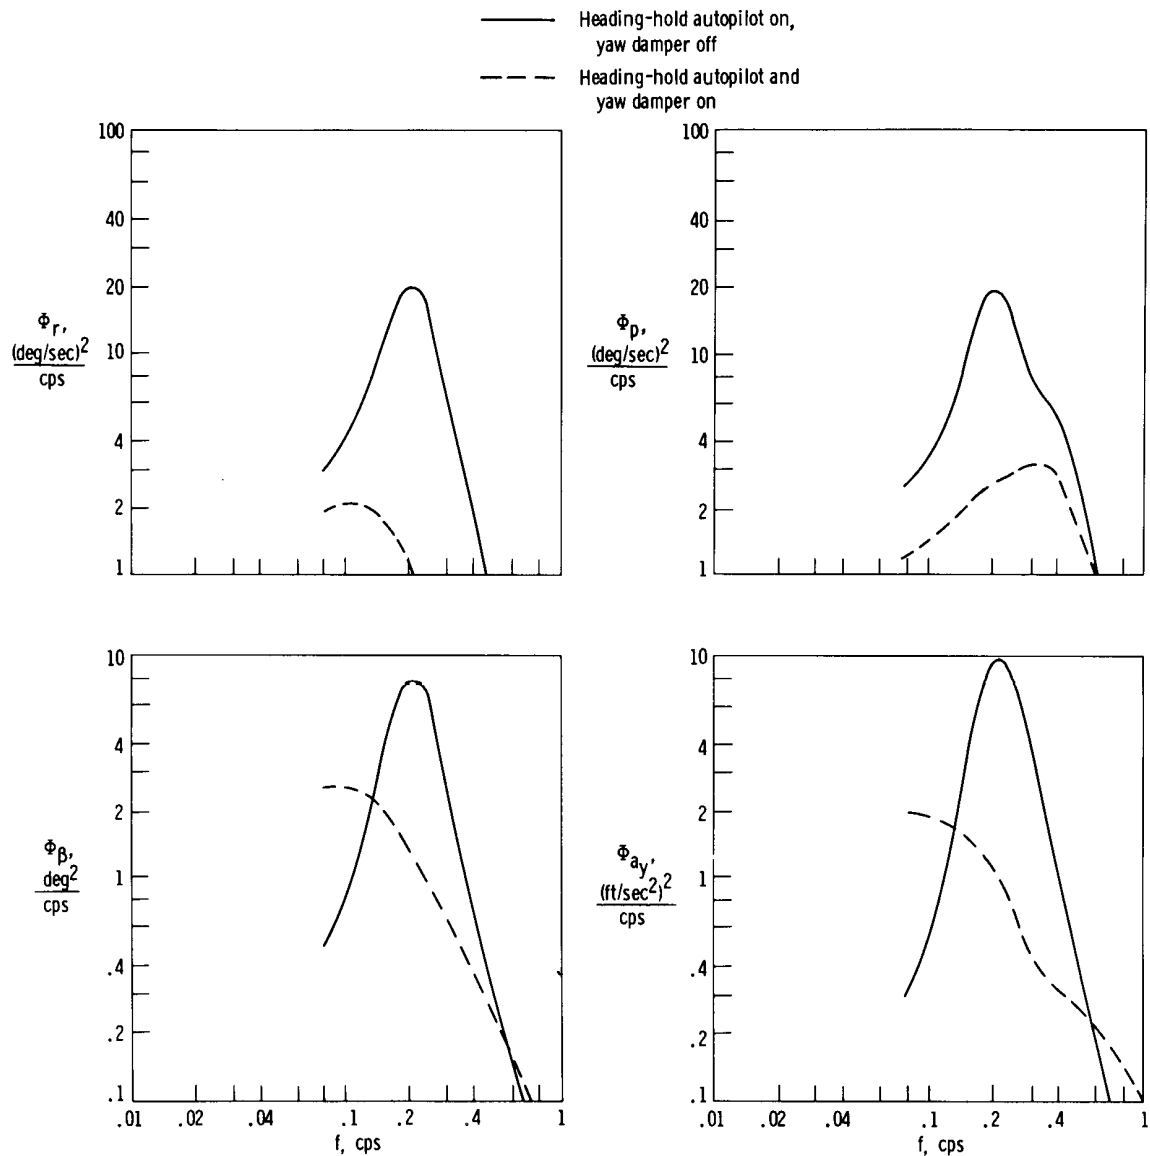 Heading-hold autopilot on,
yaw damper off
Heading-hold autopilot and
yaw damper on
100
40
20
10
4
2
1
Φr,
(deg/sec)²
cps
100
40
20
10
4
2
1
Φp,
(deg/sec)²
cps
10
4
2
1
.4
.2
.1
Φβ,
deg²
cps
.01 .02 .04 .1 .2 .4 1
f, cps
10
4
2
1
.4
.2
.1
Φay,
(ft/sec²)²
cps
.01 .02 .04 .1 .2 .4 1
f, cps